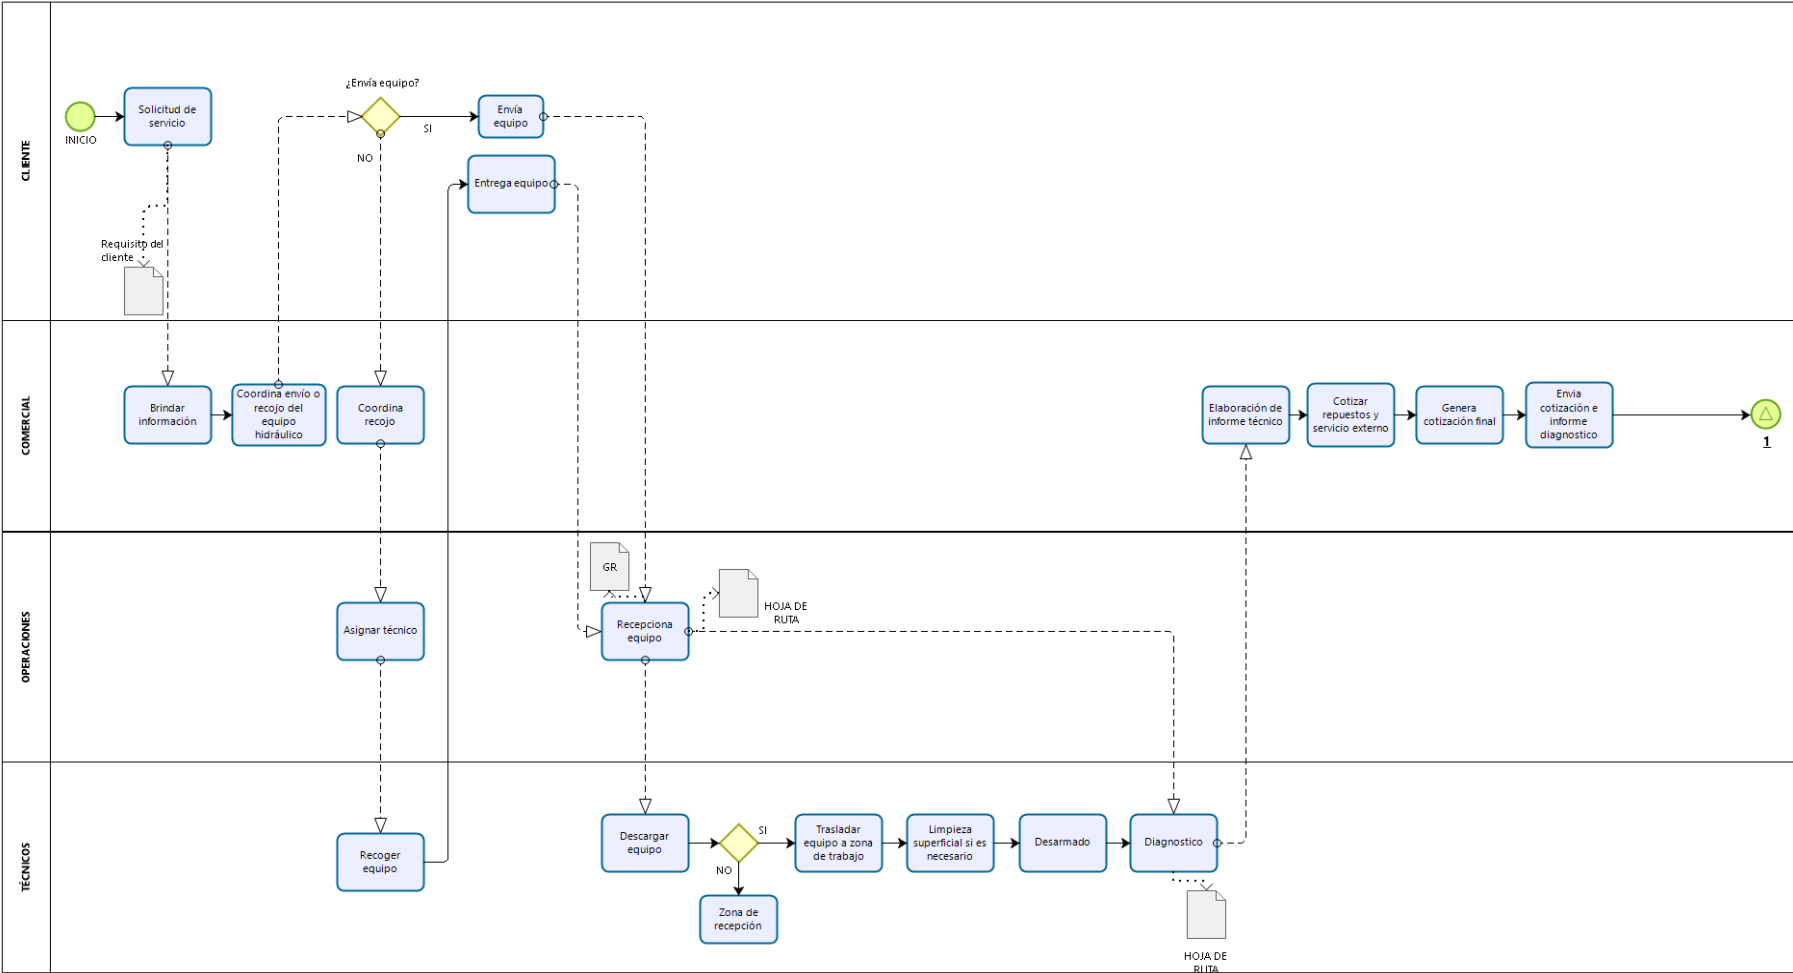 CLIENTE
INICIO
Solicitud de
servicio
¿Envía equipo?
SI
NO
Envía
equipo
Entrega equipo
Requisito del
cliente
COMERCIAL
Brindar
información
Coordina envío o
recojo del
equipo
hidráulico
Coordina
recojo
Elaboración de
informe técnico
Cotizar
repuestos y
servicio externo
Genera
cotización final
Envia
cotización e
informe
diagnostico
1
OPERACIONES
Asignar técnico
GR
Recepciona
equipo
HOJA DE
RUTA
TÉCNICOS
Recoger
equipo
Descargar
equipo
SI
NO
Zona de
recepción
Trasladar
equipo a zona
de trabajo
Limpieza
superficial si es
necesario
Desarmado
Diagnostico
HOJA DE
RUTA